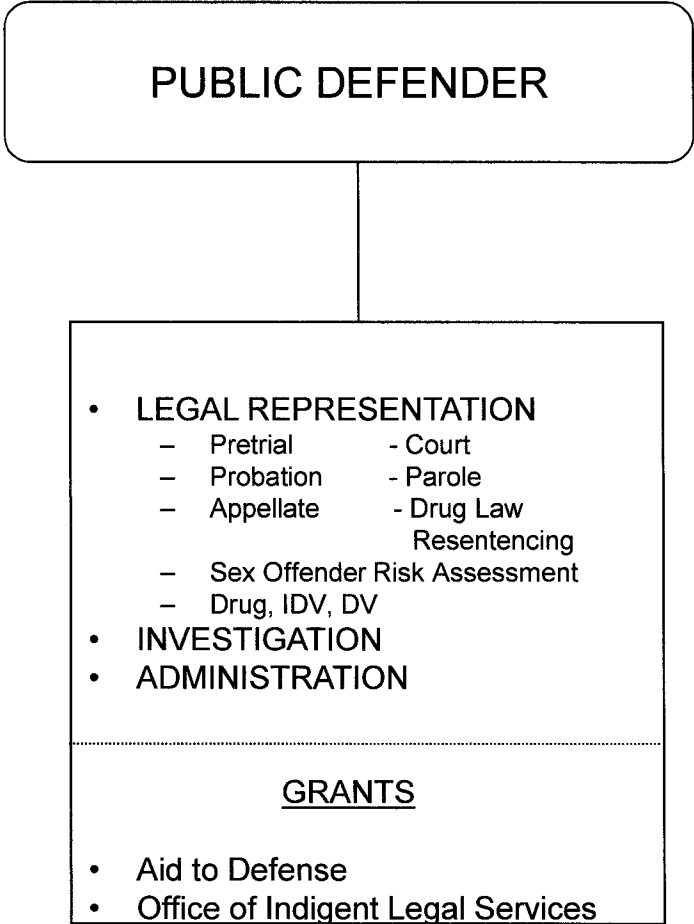 PUBLIC DEFENDER
• LEGAL REPRESENTATION
– Pretrial - Court
– Probation - Parole
– Appellate - Drug Law
Resentencing
– Sex Offender Risk Assessment
– Drug, IDV, DV
• INVESTIGATION
• ADMINISTRATION
GRANTS
• Aid to Defense
• Office of Indigent Legal Services